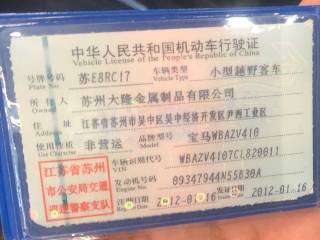 中华人民共和国机动车行驶证
Vehicle License of the People's Republic of China
号牌号码 苏E8RC17 车辆类型 小型越野客车
Plate No. Vehicle Type
所有人 苏州大隆金属制品有限公司
Owner
住址 江苏省苏州市吴中区吴中经济开发区尹西工业区
Address
使用性质 非营运 品牌型号 宝马WBAZV410
Use Character Model
江苏省苏州市公安局交通巡逻警察支队
车辆识别代号 WBAZV4107CL820011
VIN
发动机号码 09347944N55B30A
Engine No.
注册日期 2012-01-16 发证日期 2012-01-16
Register Date Issue Date